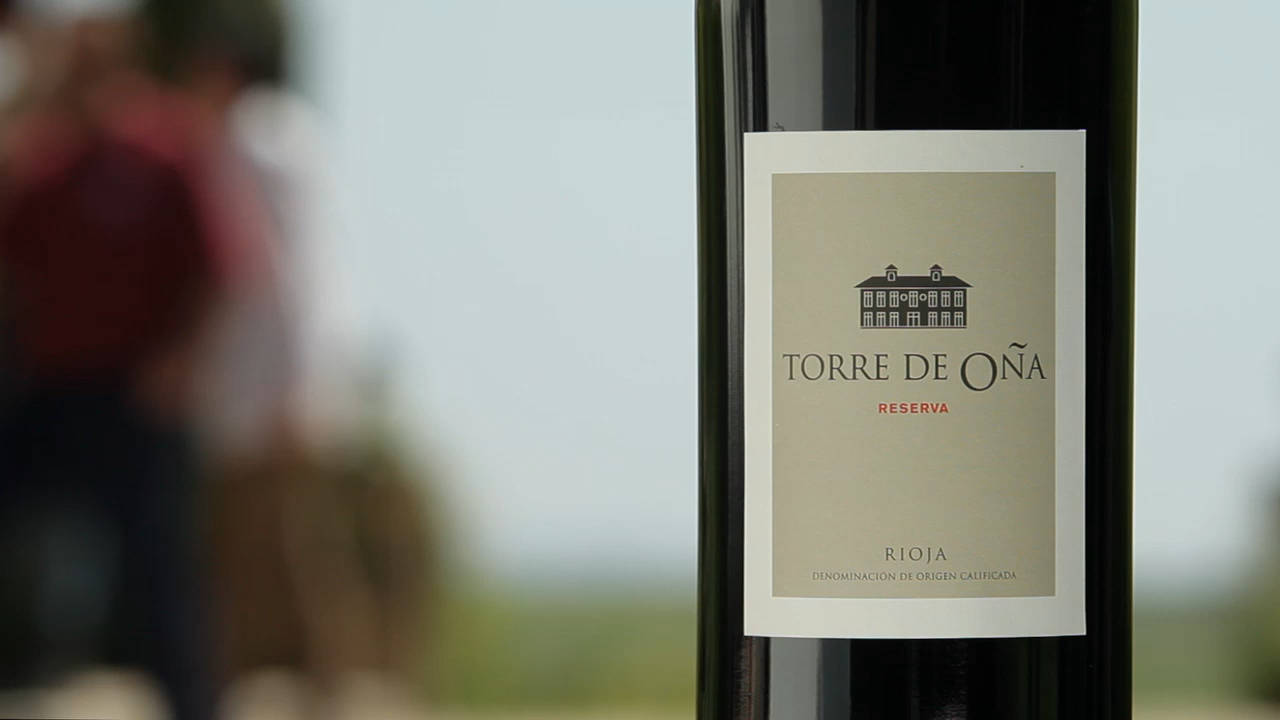 TORRE DE OÑA
RESERVA
RIOJA
DENOMINACIÓN DE ORIGEN CALIFICADA